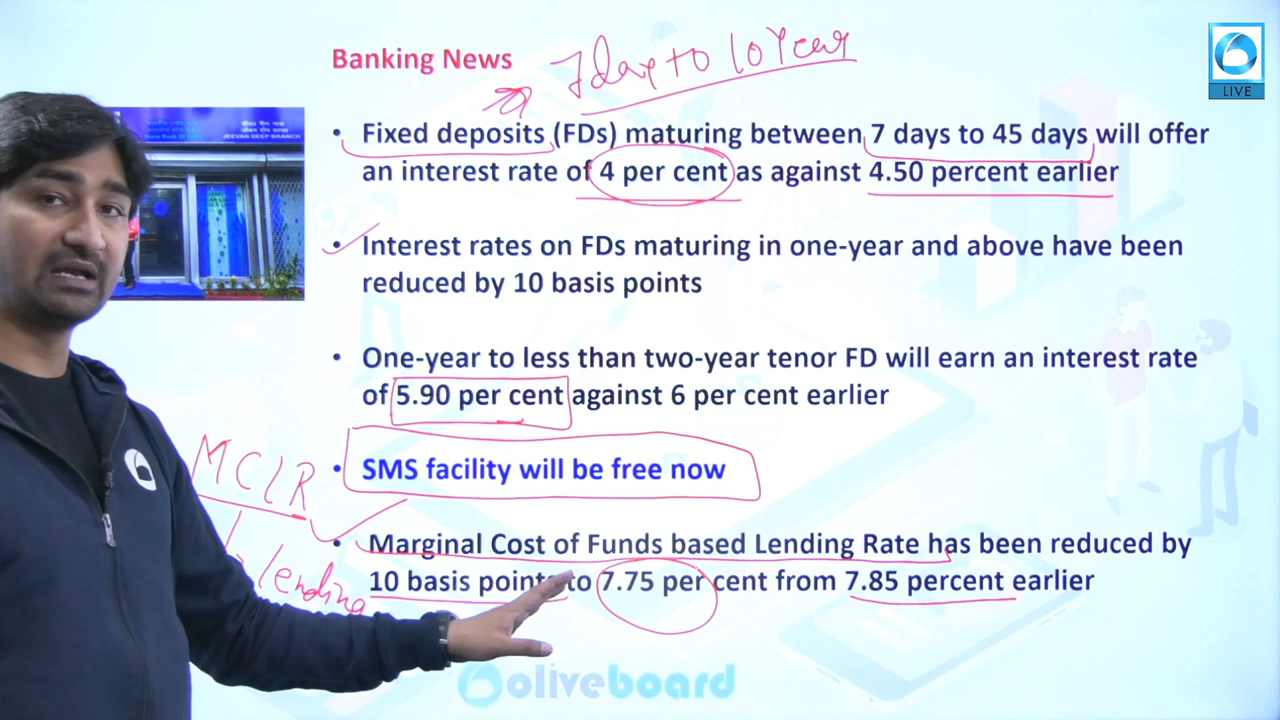 Banking News
7 day to 10 Year
LIVE
• Fixed deposits (FDs) maturing between 7 days to 45 days will offer
an interest rate of 4 per cent as against 4.50 percent earlier
JEEVAN DEEP BRANCH
• Interest rates on FDs maturing in one-year and above have been
reduced by 10 basis points
• One-year to less than two-year tenor FD will earn an interest rate
of 5.90 per cent against 6 per cent earlier
MCLR
• SMS facility will be free now
• Marginal Cost of Funds based Lending Rate has been reduced by
10 basis points to 7.75 per cent from 7.85 percent earlier
lending
oliveboard